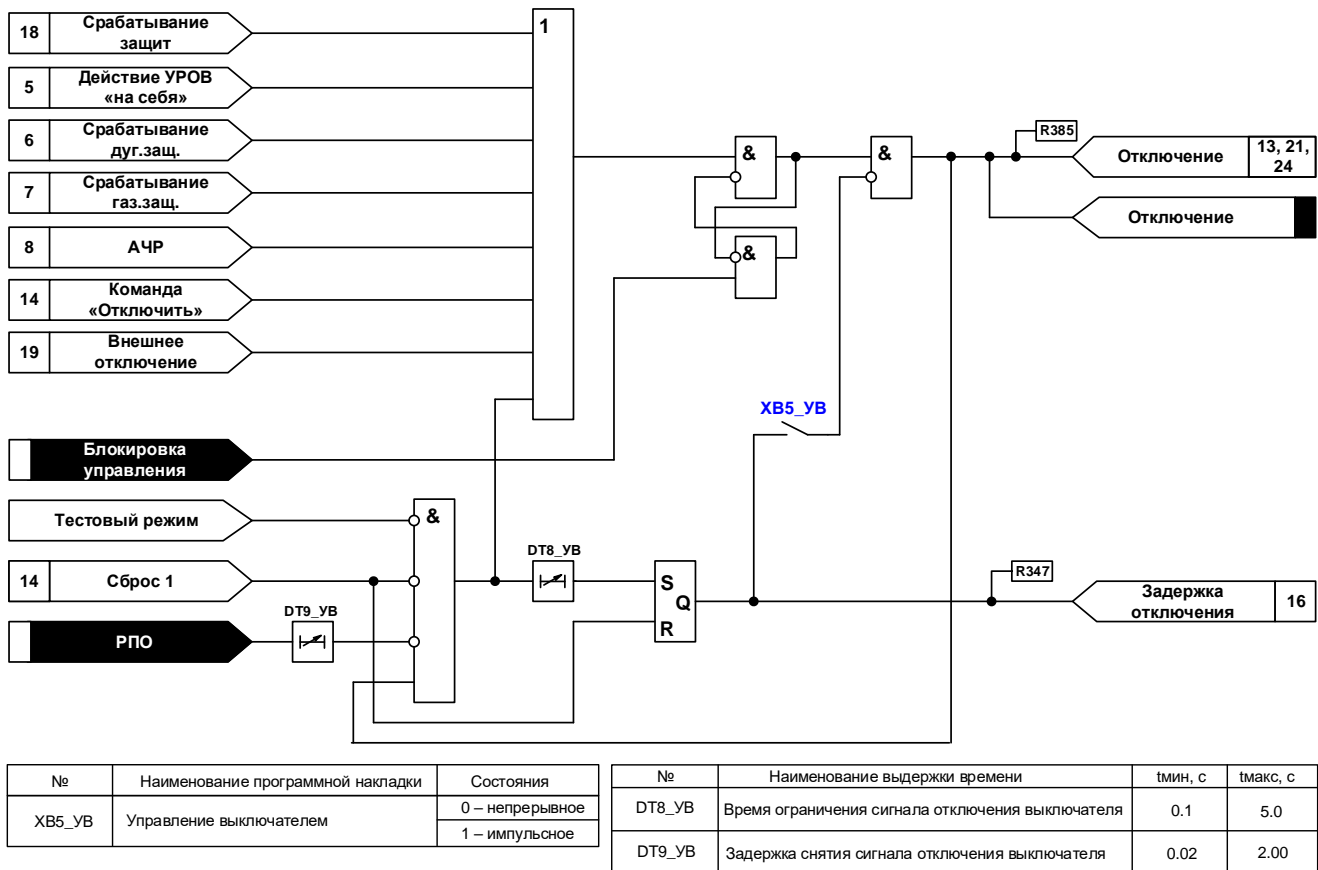 18
Срабатывание
защит
5
Действие УРОВ
«на себя»
6
Срабатывание
дуг.защ.
7
Срабатывание
газ.защ.
8
АЧР
14
Команда
«Отключить»
19
Внешнее
отключение
1
&
&
&
R385
Отключение
13, 21,
24
Отключение
ХВ5_УВ
Блокировка
управления
Тестовый режим
14
Сброс 1
DT9_УВ
РПО
&
DT8_УВ
S
Q
R
R347
Задержка
отключения
16
№ Наименование программной накладки Состояния
ХВ5_УВ Управление выключателем 0 – непрерывное
1 – импульсное
№ Наименование выдержки времени tмин, с tмакс, с
DT8_УВ Время ограничения сигнала отключения выключателя 0.1 5.0
DT9_УВ Задержка снятия сигнала отключения выключателя 0.02 2.00